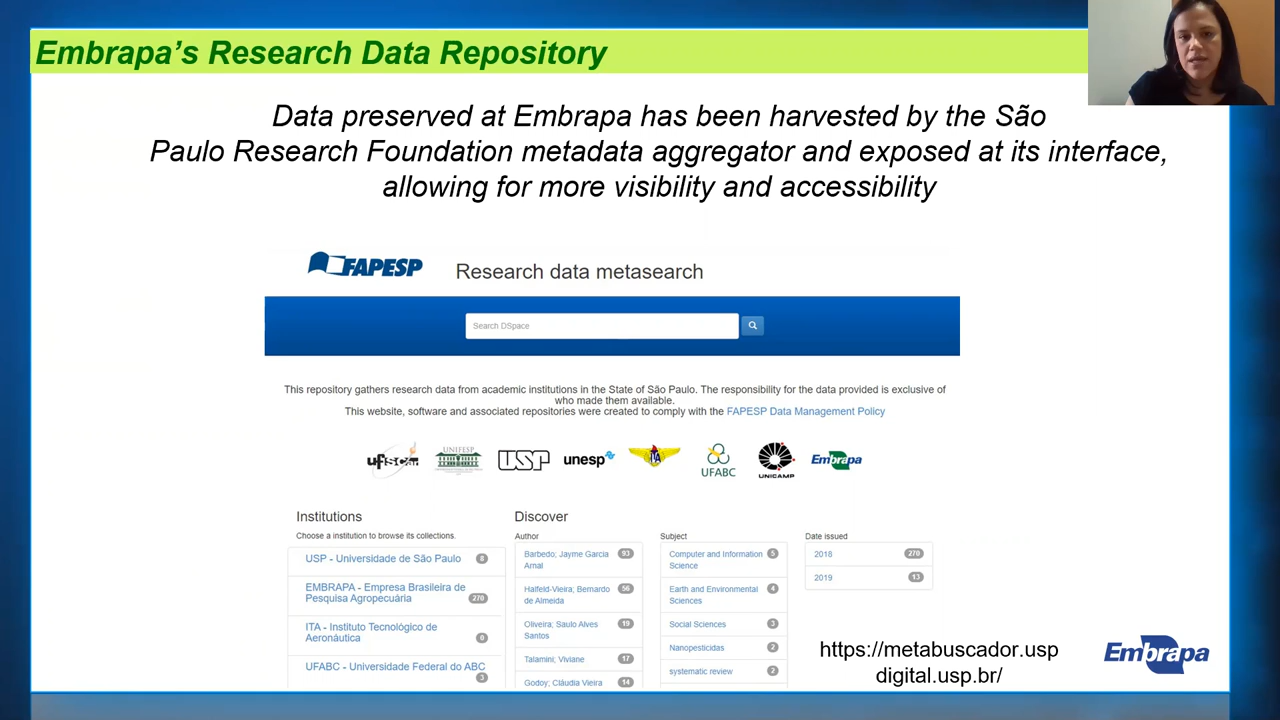 Embrapa's Research Data Repository
Data preserved at Embrapa has been harvested by the São
Paulo Research Foundation metadata aggregator and exposed at its interface,
allowing for more visibility and accessibility
FAPESP
Research data metasearch
Search DSpace
This repository gathers research data from academic institutions in the State of São Paulo. The responsibility for the data provided is exclusive of
who made them available.
This website, software and associated repositories were created to comply with the FAPESP Data Management Policy
ufscar UNIFESP USP unesp ITA UFABC UNICAMP Embrapa
Institutions
Choose a institution to browse its collections.
USP - Universidade de São Paulo 8
EMBRAPA - Empresa Brasileira de
Pesquisa Agropecuária 270
ITA - Instituto Tecnológico de
Aeronáutica 0
UFABC - Universidade Federal do ABC
3
Discover
Author
Barbedo; Jayme Garcia 93
Arnal
Halfeld-Vieira; Bernardo 56
de Almeida
Oliveira; Saulo Alves 19
Santos
Talamini; Viviane 17
Godoy; Cláudia Vieira 14
Subject
Computer and Information 5
Science
Earth and Environmental 4
Sciences
Social Sciences 3
Nanopesticidas 2
systematic review 2
Date issued
2018 270
2019 13
https://metabuscador.usp
digital.usp.br/
Embrapa